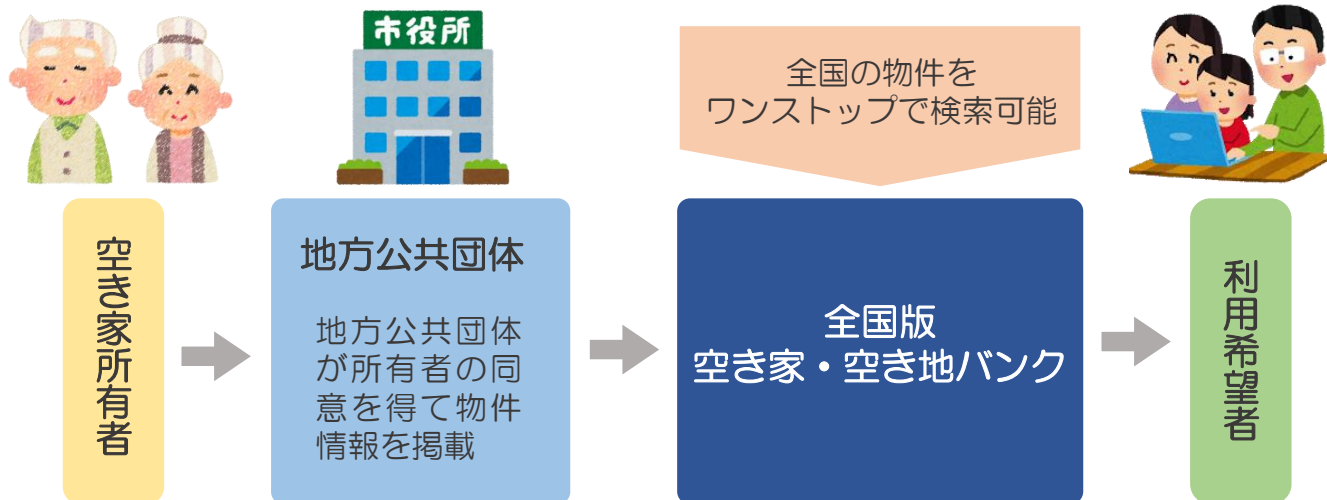 市役所
全国の物件を
ワンストップで検索可能
空き家所有者
地方公共団体
地方公共団体
が所有者の同
意を得て物件
情報を掲載
全国版
空き家・空き地バンク
利用希望者